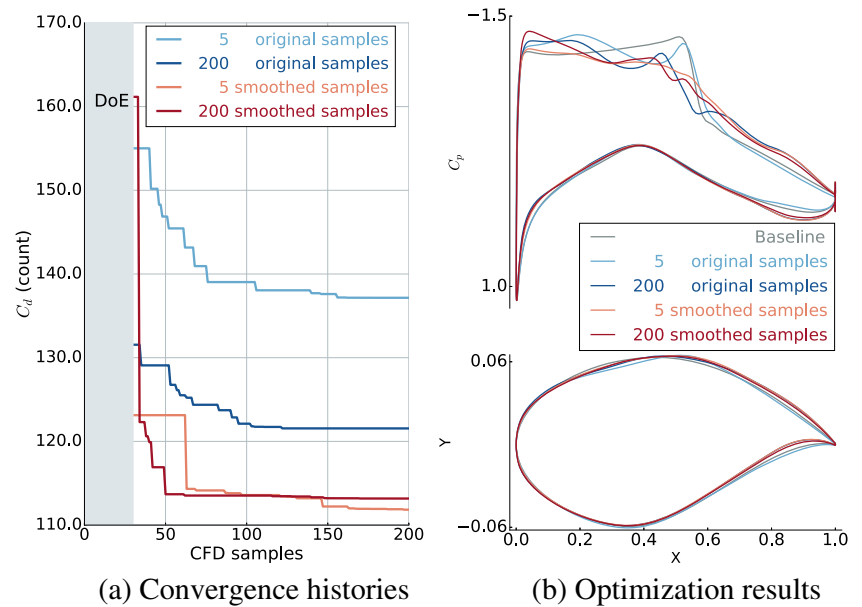 170.0
160.0
150.0
140.0
130.0
120.0
110.0
C_d (count)
DoE
5 original samples
200 original samples
5 smoothed samples
200 smoothed samples
0 50 100 150 200
CFD samples
(a) Convergence histories
−1.5
C_p
1.0
Baseline
5 original samples
200 original samples
5 smoothed samples
200 smoothed samples
0.06
Y
−0.06
0.0 0.2 0.4 0.6 0.8 1.0
X
(b) Optimization results